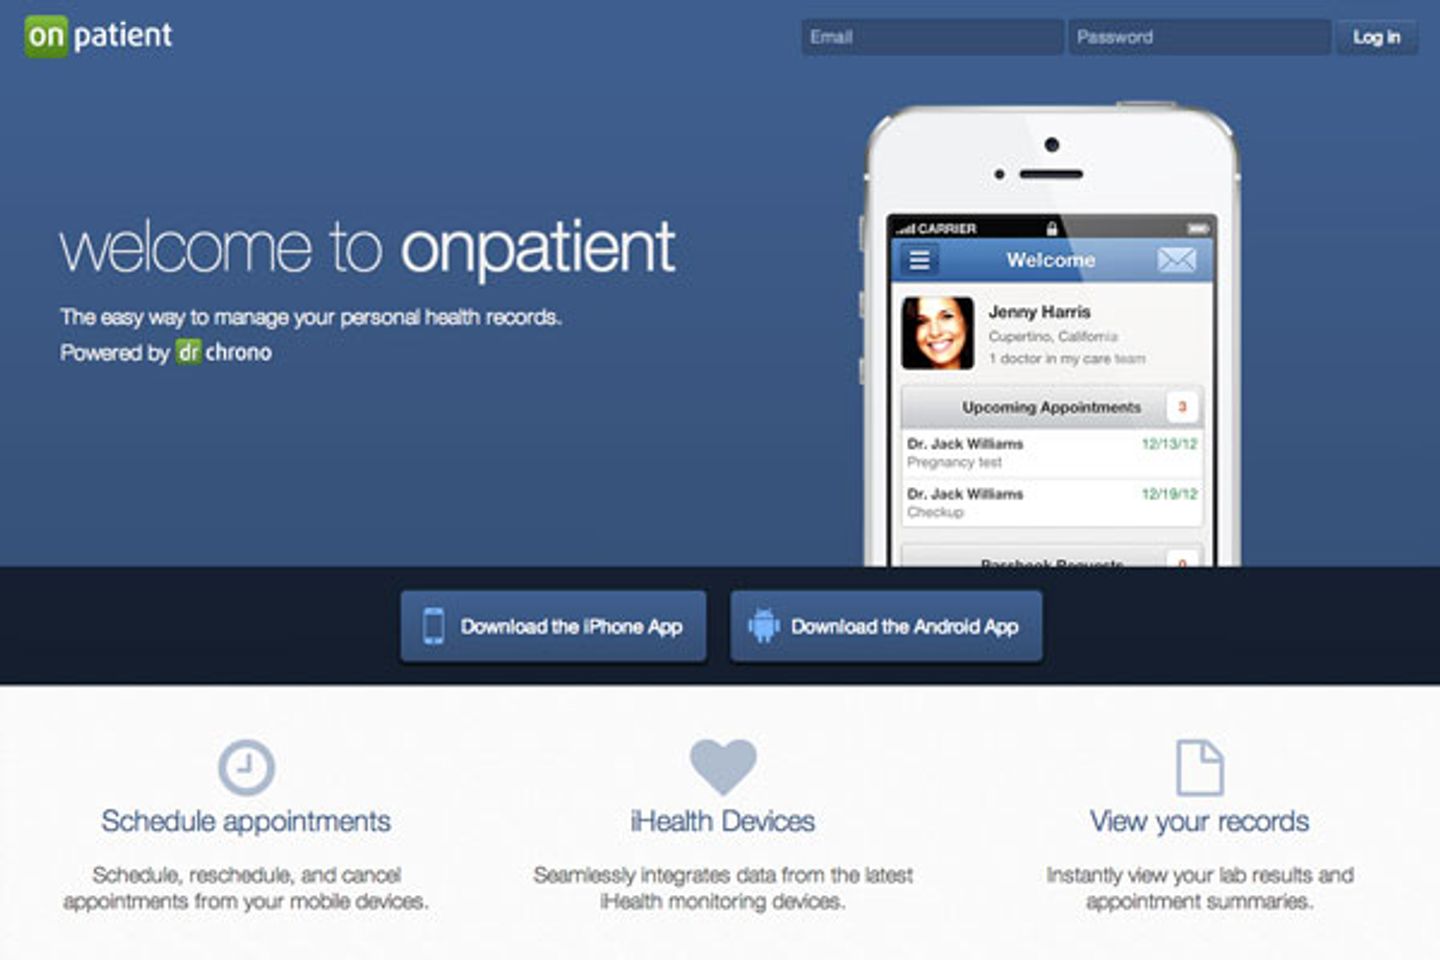 on patient
Email
Password
Log in
welcome to onpatient
The easy way to manage your personal health records.
Powered by dr chrono
CARRIER
Welcome
Jenny Harris
Cupertino, California
1 doctor in my care team
Upcoming Appointments 3
Dr. Jack Williams 12/13/12
Pregnancy test
Dr. Jack Williams 12/19/12
Checkup
Passbook Requests 0
Download the iPhone App
Download the Android App
Schedule appointments
Schedule, reschedule, and cancel
appointments from your mobile devices.
iHealth Devices
Seamlessly integrates data from the latest
iHealth monitoring devices.
View your records
Instantly view your lab results and
appointment summaries.